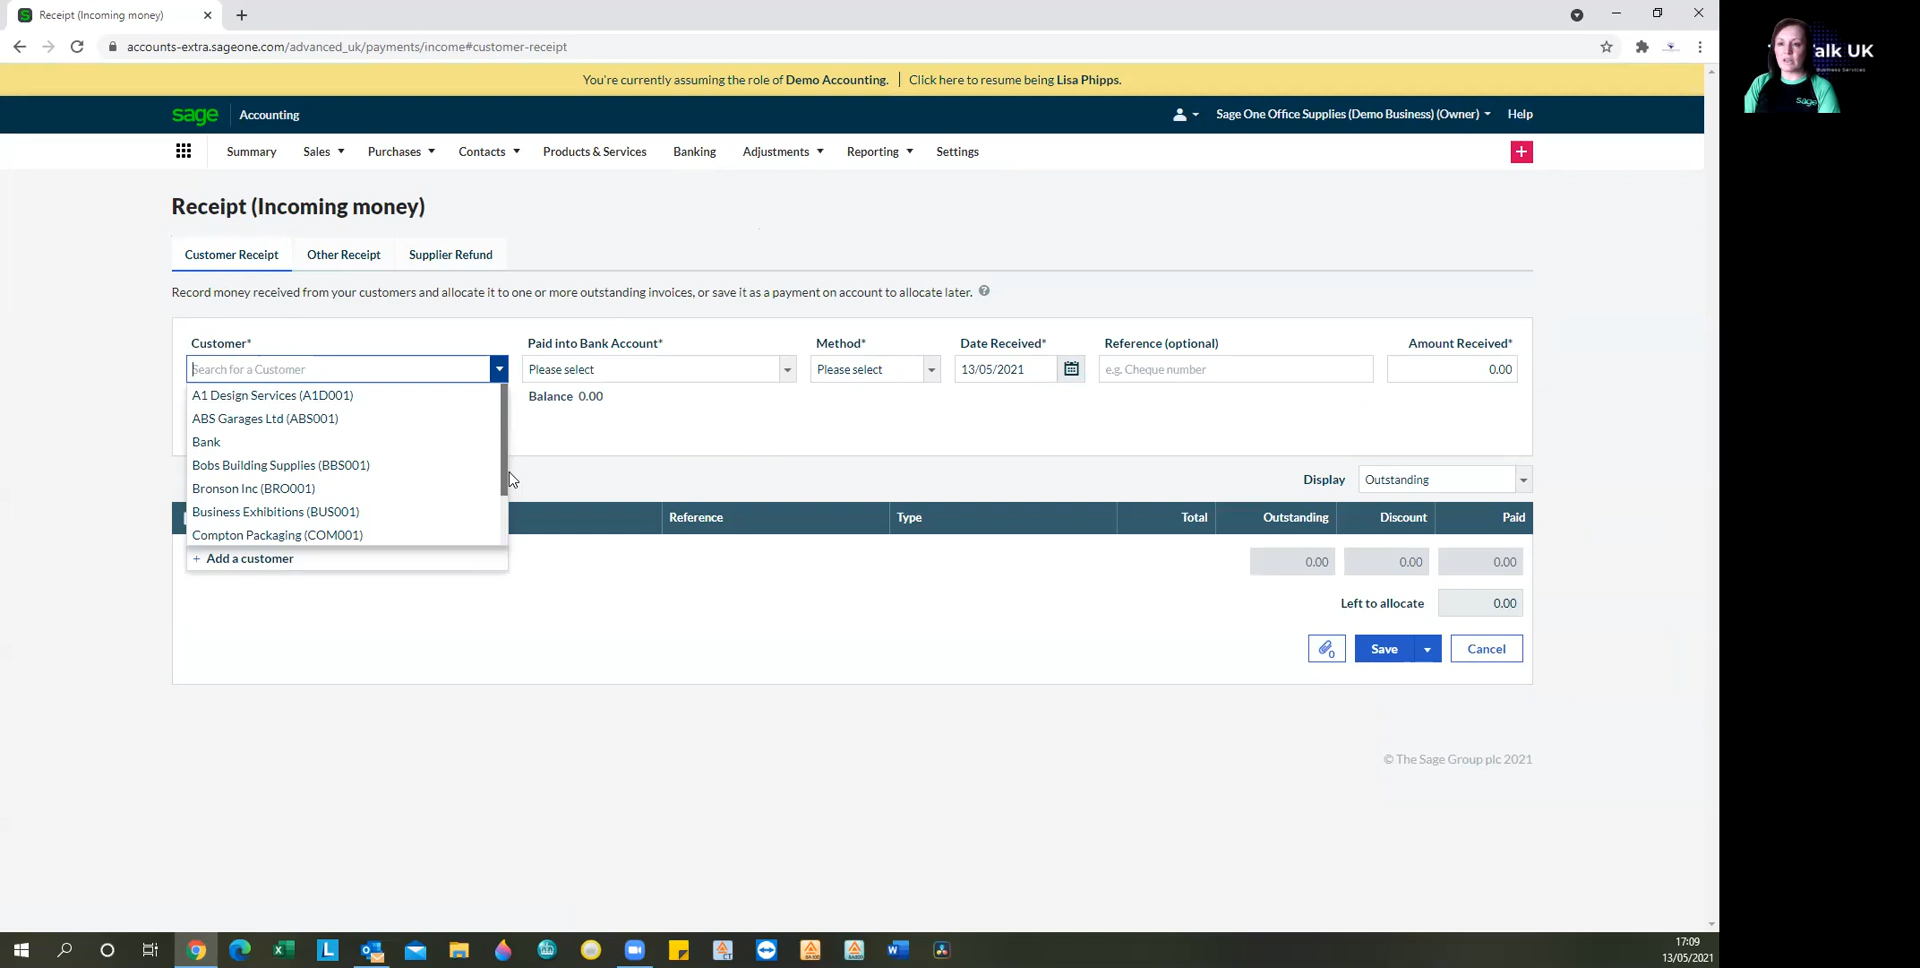 Receipt (Incoming money)
accounts-extra.sageone.com/advanced_uk/payments/income#customer-receipt
You're currently assuming the role of Demo Accounting. | Click here to resume being Lisa Phipps.
sage Accounting
Sage One Office Supplies (Demo Business) (Owner)
Help
Summary Sales Purchases Contacts Products & Services Banking Adjustments Reporting Settings
Receipt (Incoming money)
Customer Receipt Other Receipt Supplier Refund
Record money received from your customers and allocate it to one or more outstanding invoices, or save it as a payment on account to allocate later.
Customer* Paid into Bank Account* Method* Date Received* Reference (optional) Amount Received*
Search for a Customer Please select Please select 13/05/2021 e.g. Cheque number 0.00
A1 Design Services (A1D001)
Balance 0.00
ABS Garages Ltd (ABS001)
Bank
Bobs Building Supplies (BBS001)
Bronson Inc (BRO001)
Business Exhibitions (BUS001)
Compton Packaging (COM001)
+ Add a customer
Display Outstanding
Reference Type Total Outstanding Discount Paid
0.00 0.00 0.00
Left to allocate 0.00
0 Save Cancel
© The Sage Group plc 2021
17:09
13/05/2021
alk UK
Business Services
sage